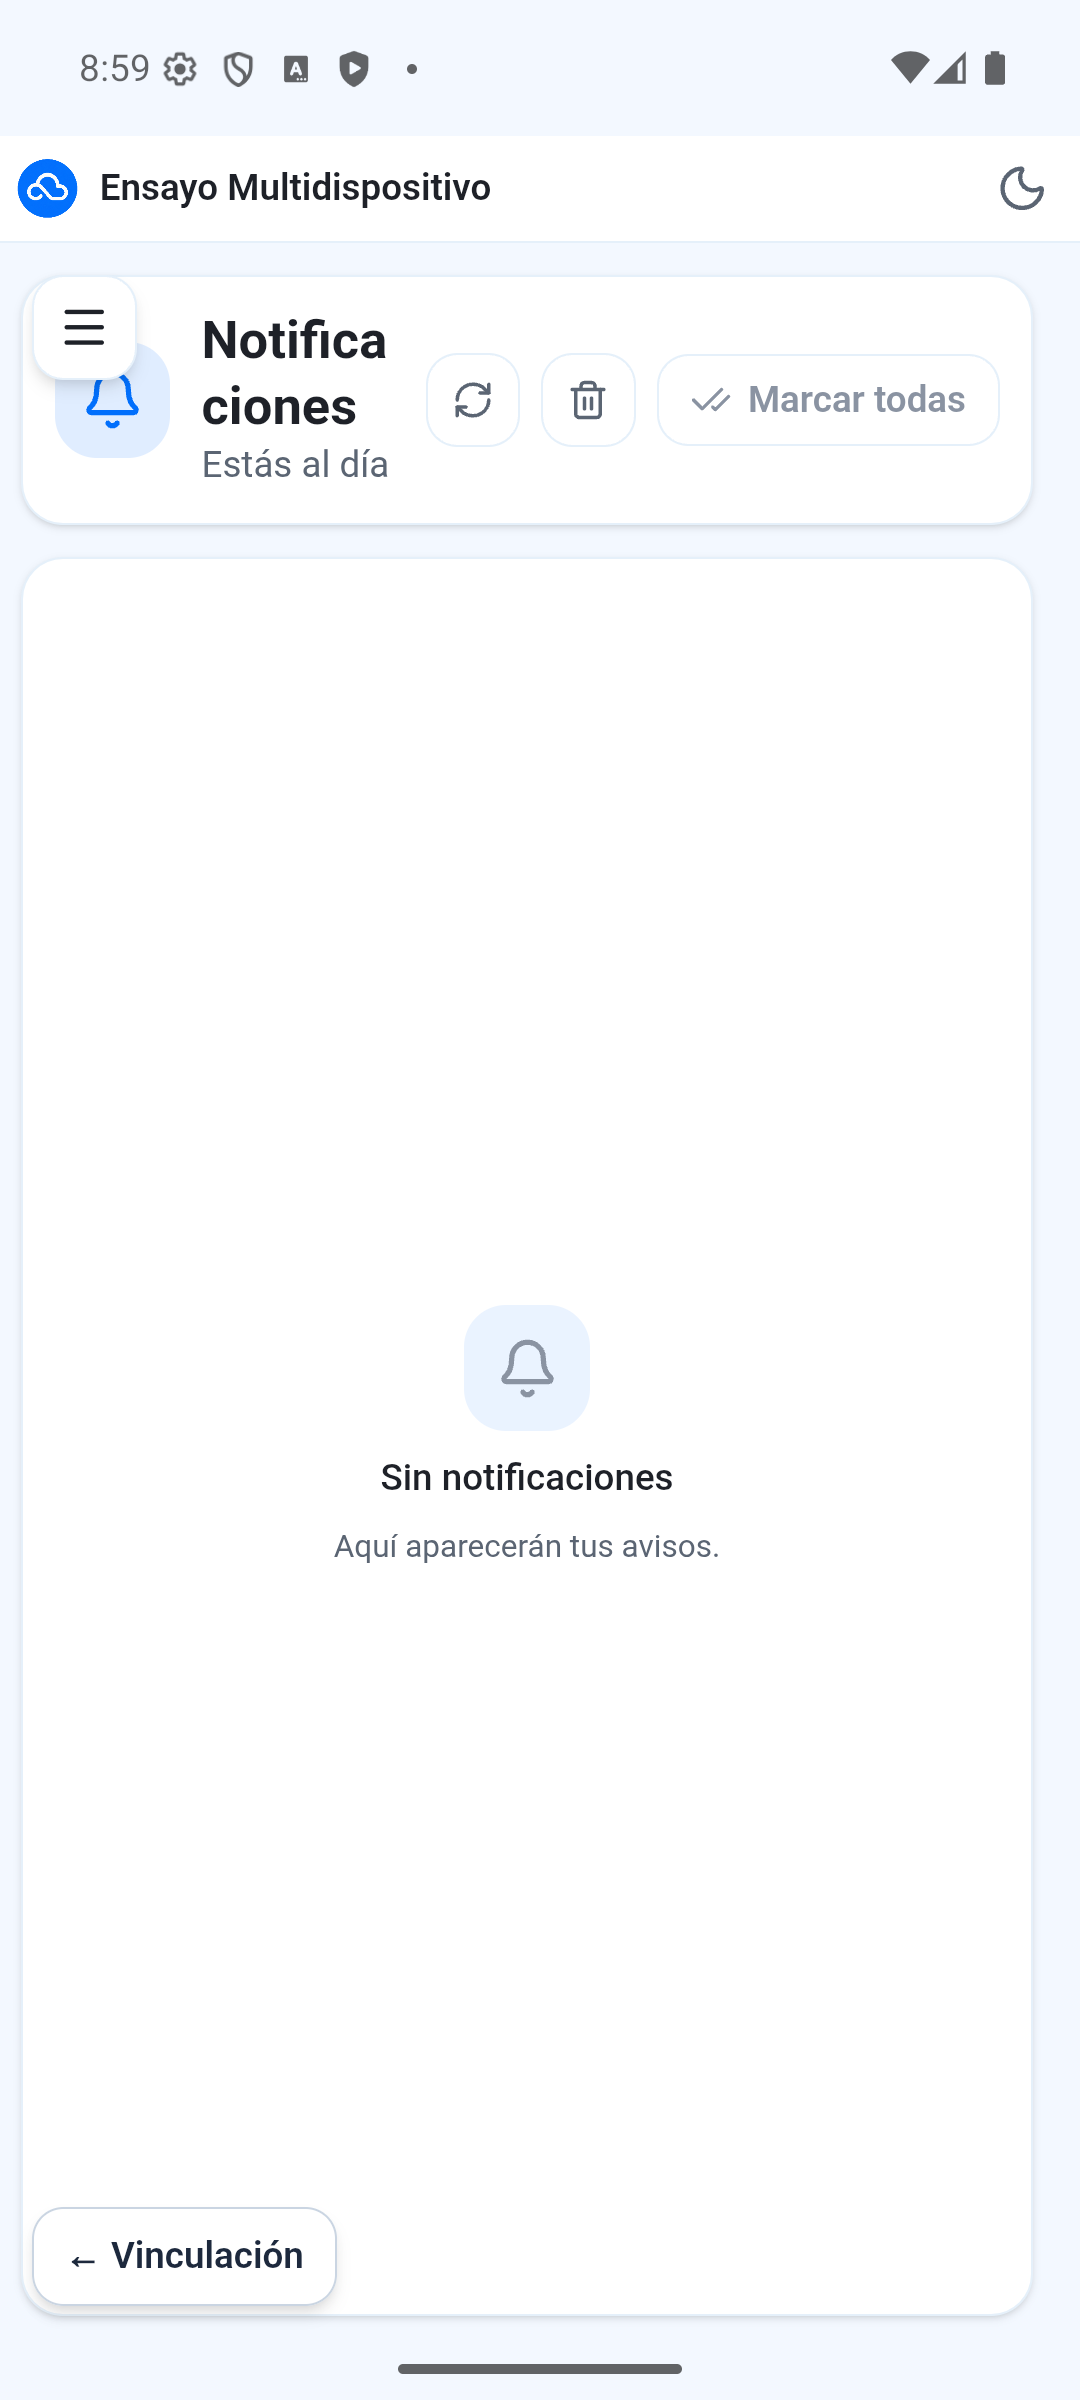 8:59
Ensayo Multidispositivo
Notifica
ciones
Estás al día
Marcar todas
Sin notificaciones
Aquí aparecerán tus avisos.
← Vinculación